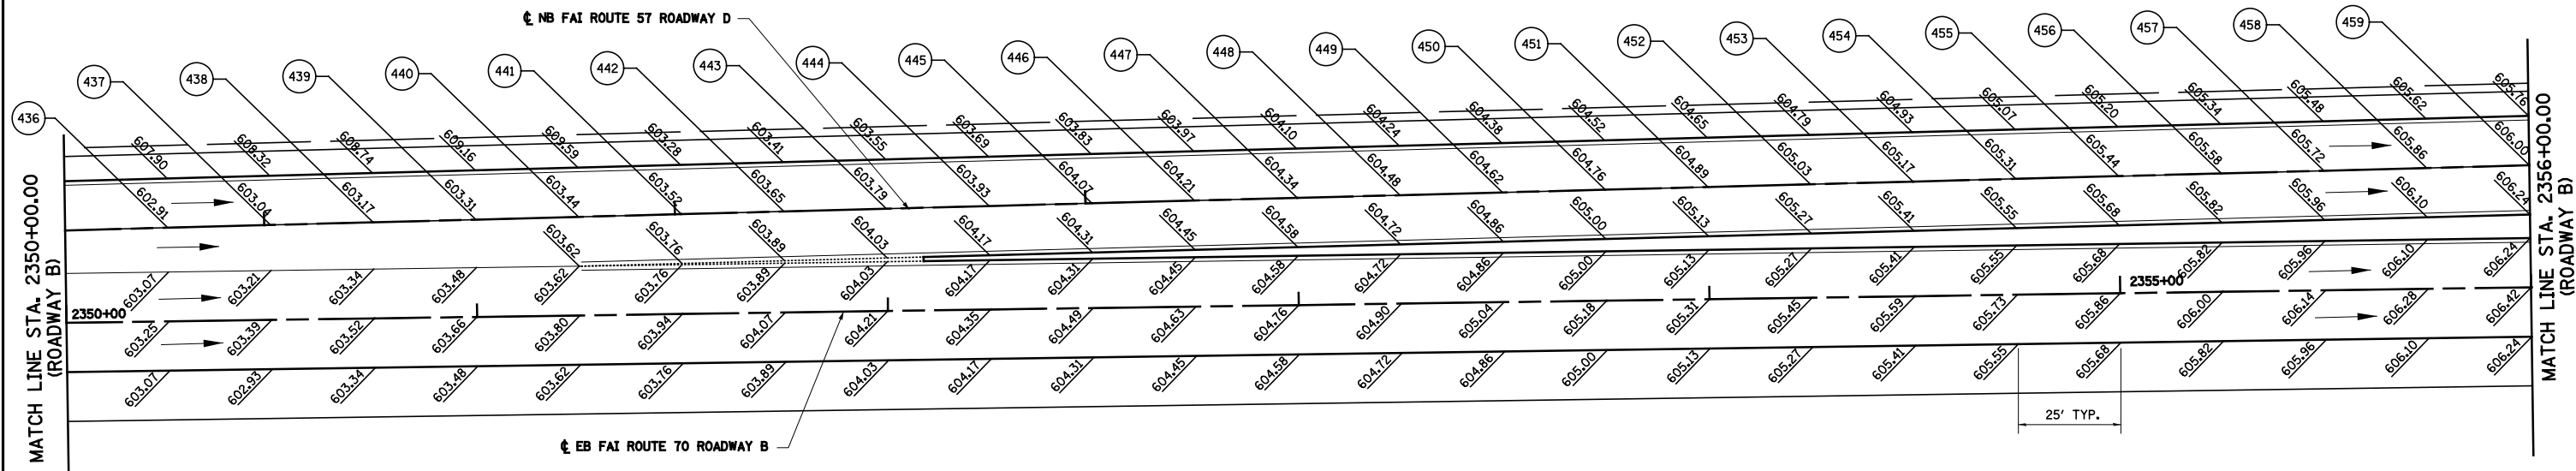 ℄ NB FAI ROUTE 57 ROADWAY D
436 437 438 439 440 441 442 443 444 445 446 447 448 449 450 451 452 453 454 455 456 457 458 459
607.90 608.32 608.74 609.16 609.59 603.28 603.41 603.55 603.69 603.83 603.97 604.10 604.24 604.38 604.52 604.65 604.79 604.93 605.07 605.20 605.34 605.48 605.62 605.76
602.91 603.04 603.17 603.31 603.44 603.52 603.65 603.79 603.93 604.07 604.21 604.34 604.48 604.62 604.76 604.89 605.03 605.17 605.31 605.44 605.58 605.72 605.86 606.00
603.62 603.76 603.89 604.03 604.17 604.31 604.45 604.58 604.72 604.86 605.00 605.13 605.27 605.41 605.55 605.68 605.82 605.96 606.10 606.24
603.07 603.21 603.34 603.48 603.62 603.76 603.89 604.03 604.17 604.31 604.45 604.58 604.72 604.86 605.00 605.13 605.27 605.41 605.55 605.68 605.82 605.96 606.10 606.24
2350+00
2355+00
603.25 603.39 603.52 603.66 603.80 603.94 604.07 604.21 604.35 604.49 604.63 604.76 604.90 605.04 605.18 605.31 605.45 605.59 605.73 605.86 606.00 606.14 606.28 606.42
603.07 602.93 603.34 603.48 603.62 603.76 603.89 604.03 604.17 604.31 604.45 604.58 604.72 604.86 605.00 605.13 605.27 605.41 605.55 605.68 605.82 605.96 606.10 606.24
25' TYP.
℄ EB FAI ROUTE 70 ROADWAY B
MATCH LINE STA. 2350+00.00
(ROADWAY B)
MATCH LINE STA. 2356+00.00
(ROADWAY B)